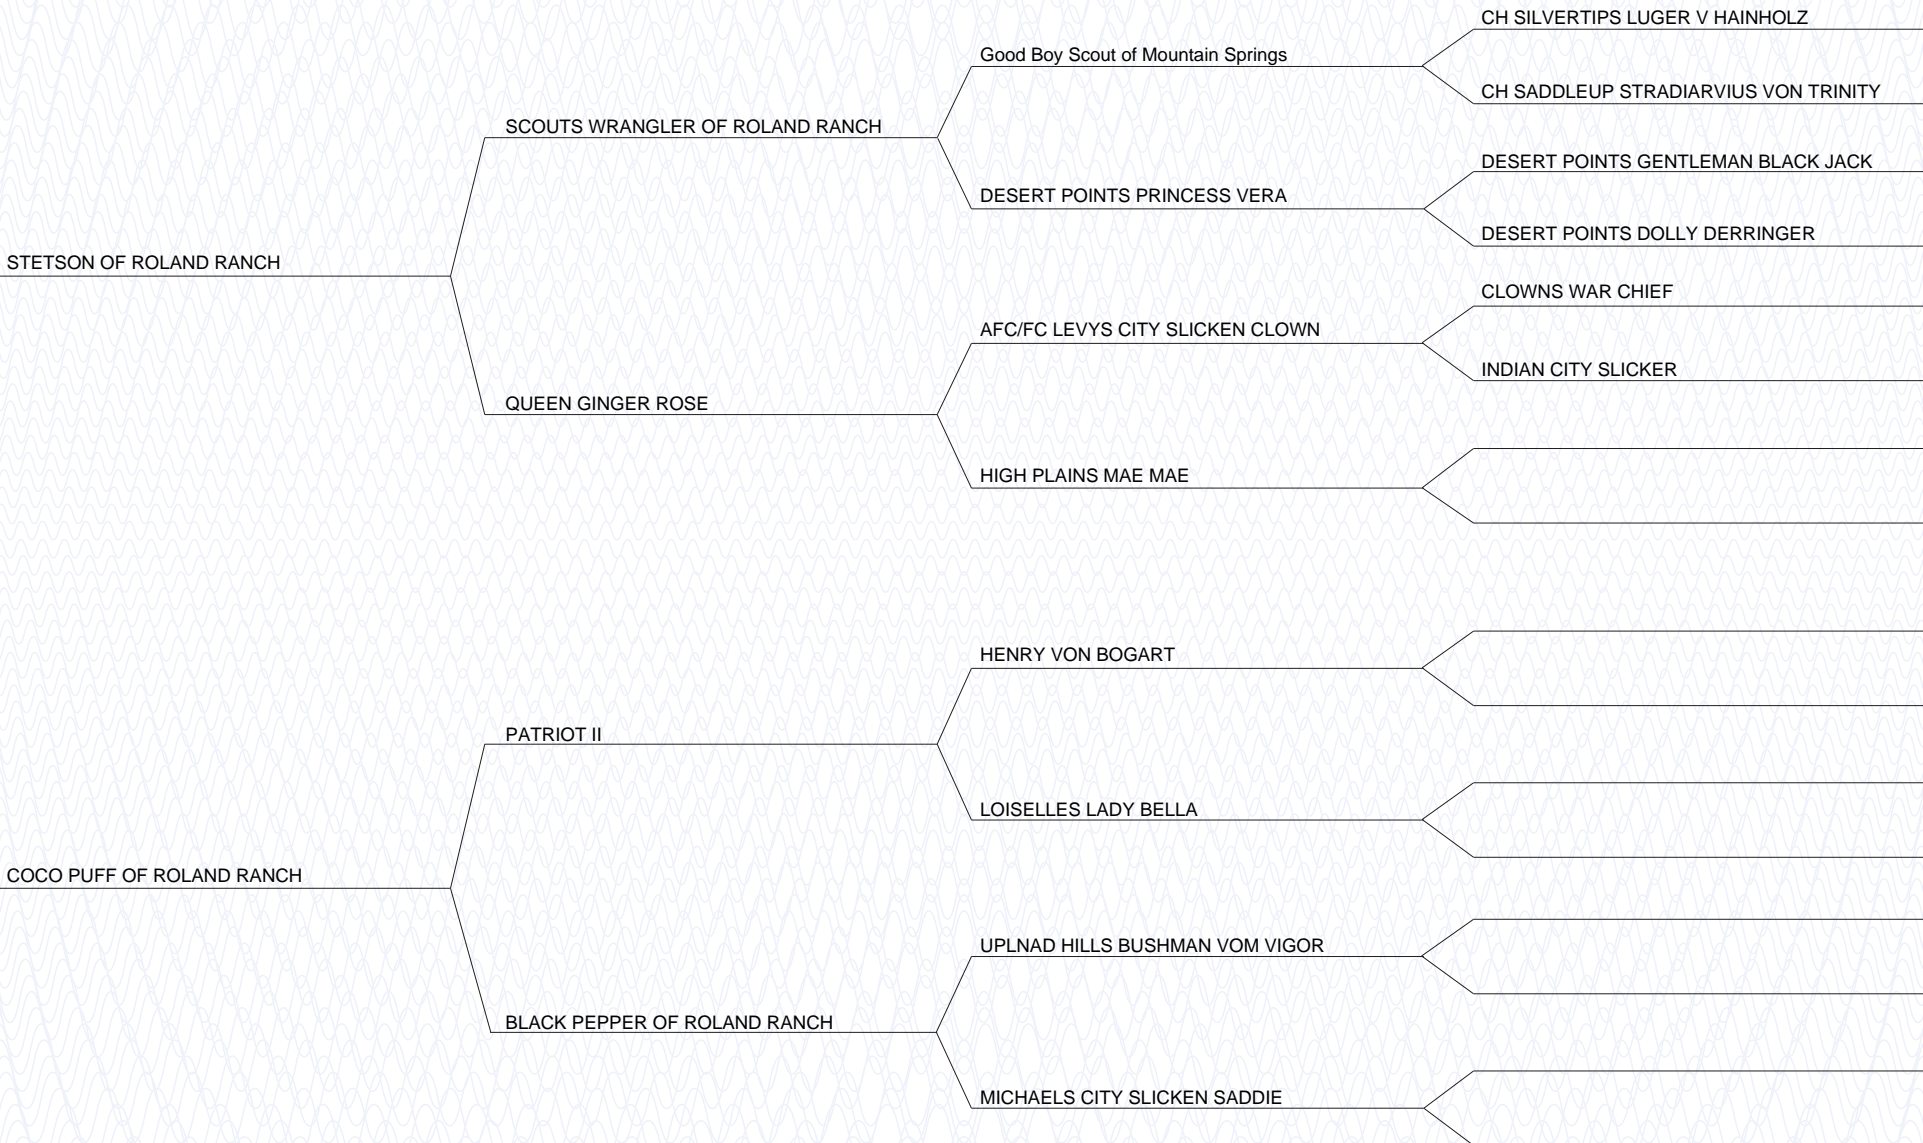 CH SILVERTIPS LUGER V HAINHOLZ
Good Boy Scout of Mountain Springs
CH SADDLEUP STRADIARVIUS VON TRINITY
SCOUTS WRANGLER OF ROLAND RANCH
DESERT POINTS GENTLEMAN BLACK JACK
DESERT POINTS PRINCESS VERA
DESERT POINTS DOLLY DERRINGER
STETSON OF ROLAND RANCH
CLOWNS WAR CHIEF
AFC/FC LEVYS CITY SLICKEN CLOWN
INDIAN CITY SLICKER
QUEEN GINGER ROSE
HIGH PLAINS MAE MAE
HENRY VON BOGART
PATRIOT II
LOISELLES LADY BELLA
COCO PUFF OF ROLAND RANCH
UPLNAD HILLS BUSHMAN VOM VIGOR
BLACK PEPPER OF ROLAND RANCH
MICHAELS CITY SLICKEN SADDIE